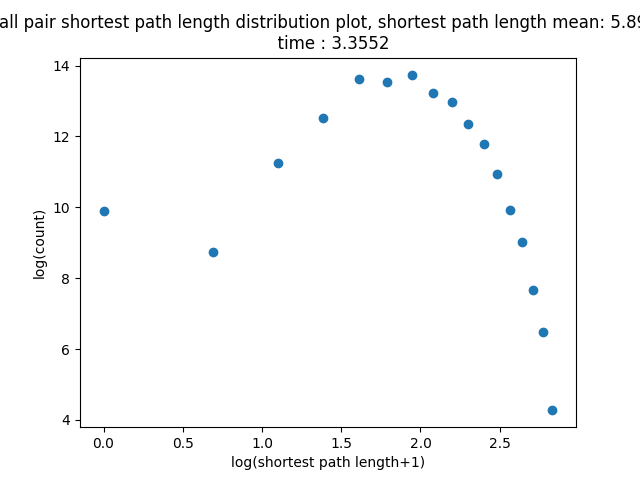 all pair shortest path length distribution plot, shortest path length mean: 5.89
time : 3.3552
14
12
10
8
6
4
log(count)
0.0 0.5 1.0 1.5 2.0 2.5
log(shortest path length+1)